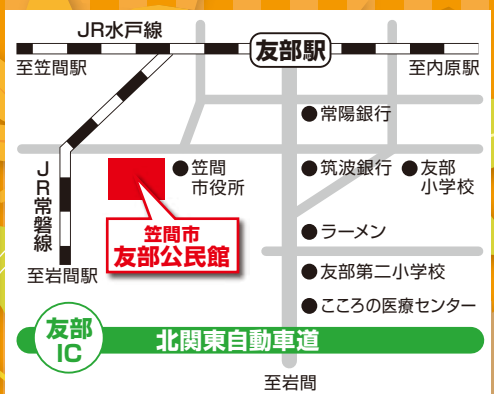 JR水戸線
友部駅
至笠間駅
至内原駅
●常陽銀行
●笠間
市役所
●筑波銀行
●友部
小学校
JR常磐線
笠間市
友部公民館
●ラーメン
至岩間駅
●友部第二小学校
●こころの医療センター
友部
IC
北関東自動車道
至岩間